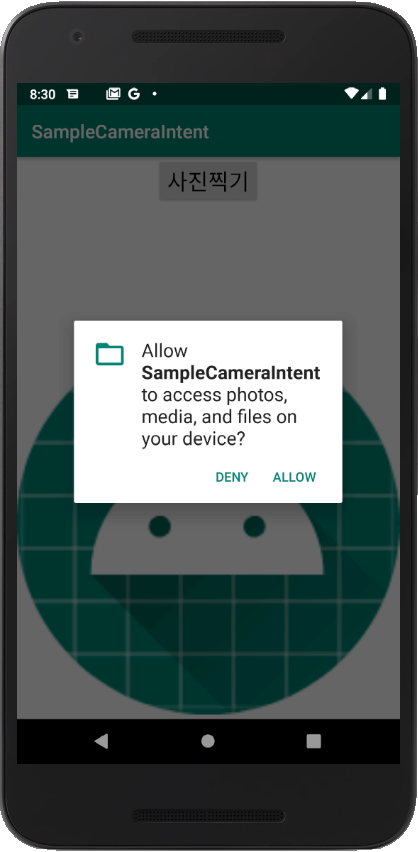 8:30 G
SampleCameraIntent
사진찍기
Allow
SampleCameraIntent
to access photos,
media, and files on
your device?
DENY ALLOW